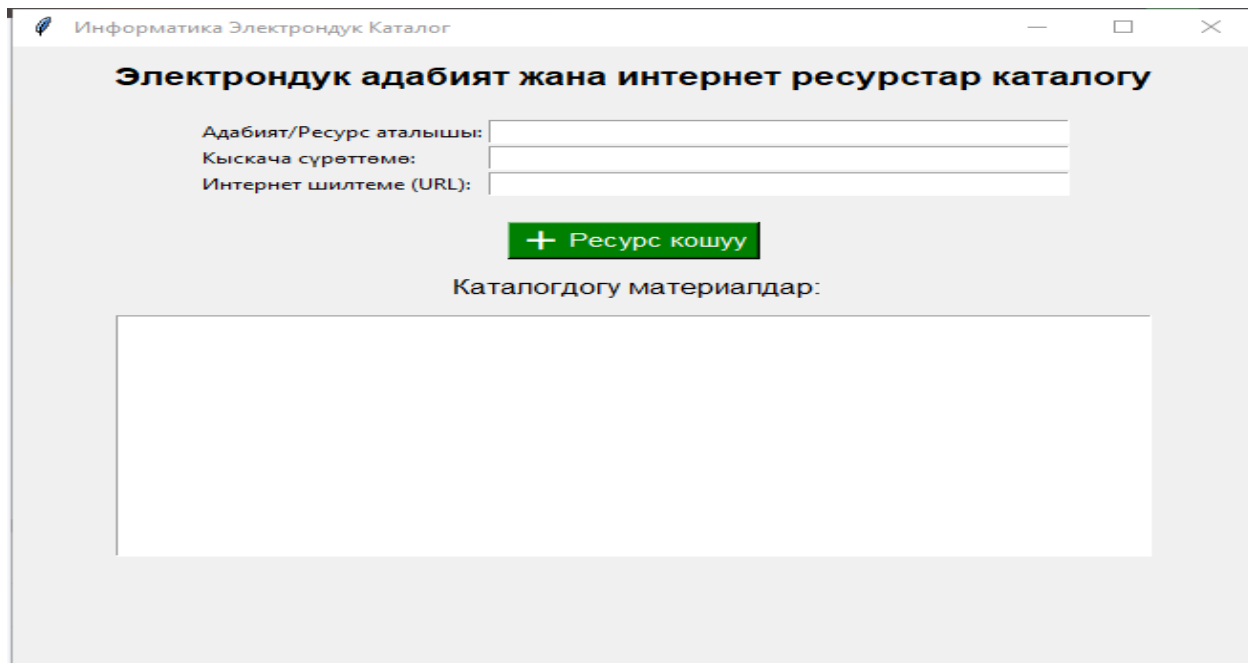 Информатика Электрондук Каталог
Электрондук адабият жана интернет ресурстар каталогу
Адабият/Ресурс аталышы:
Кыскача сүрөттөмө:
Интернет шилтеме (URL):
+ Ресурс кошуу
Каталогдогу материалдар: